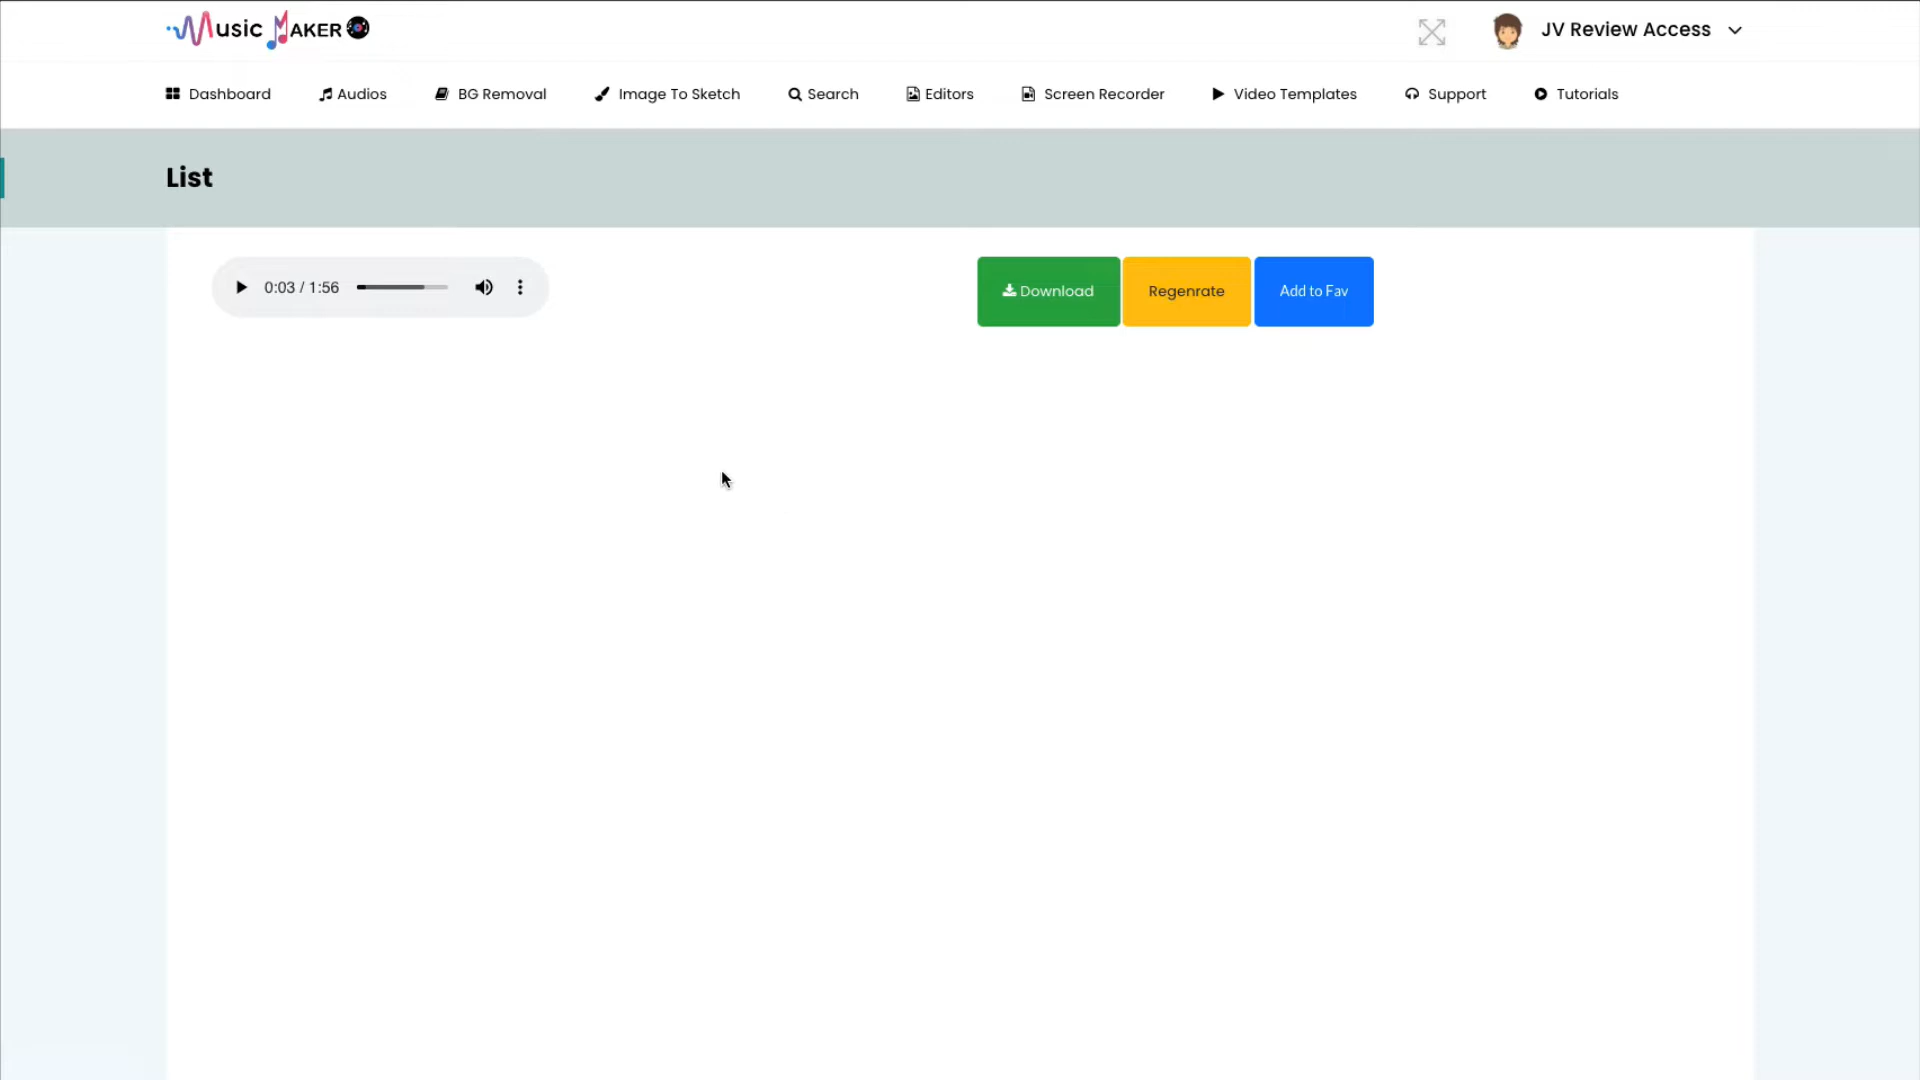 Music Maker
JV Review Access
Dashboard Audios BG Removal Image To Sketch Search Editors Screen Recorder Video Templates Support Tutorials
List
0:03 / 1:56
Download Regenrate Add to Fav